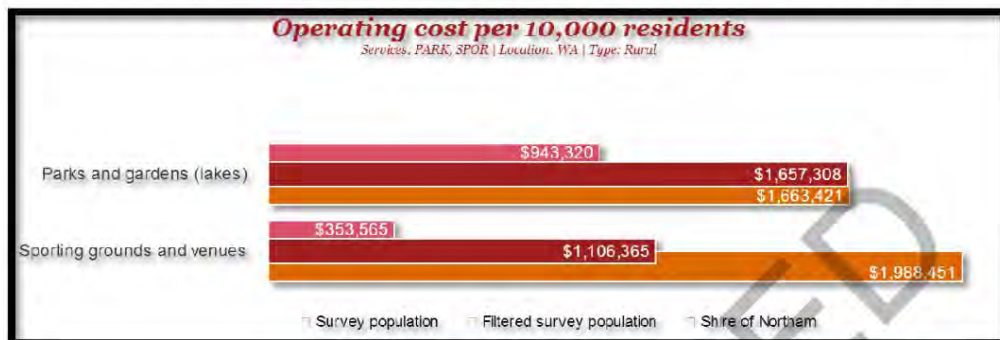 Operating cost per 10,000 residents
Services: PARK, SPOR | Location: WA | Type: Rural
Parks and gardens (lakes)
$943,320
$1,657,308
$1,663,421
Sporting grounds and venues
$353,565
$1,106,365
$1,988,451
Survey population Filtered survey population Shire of Northam